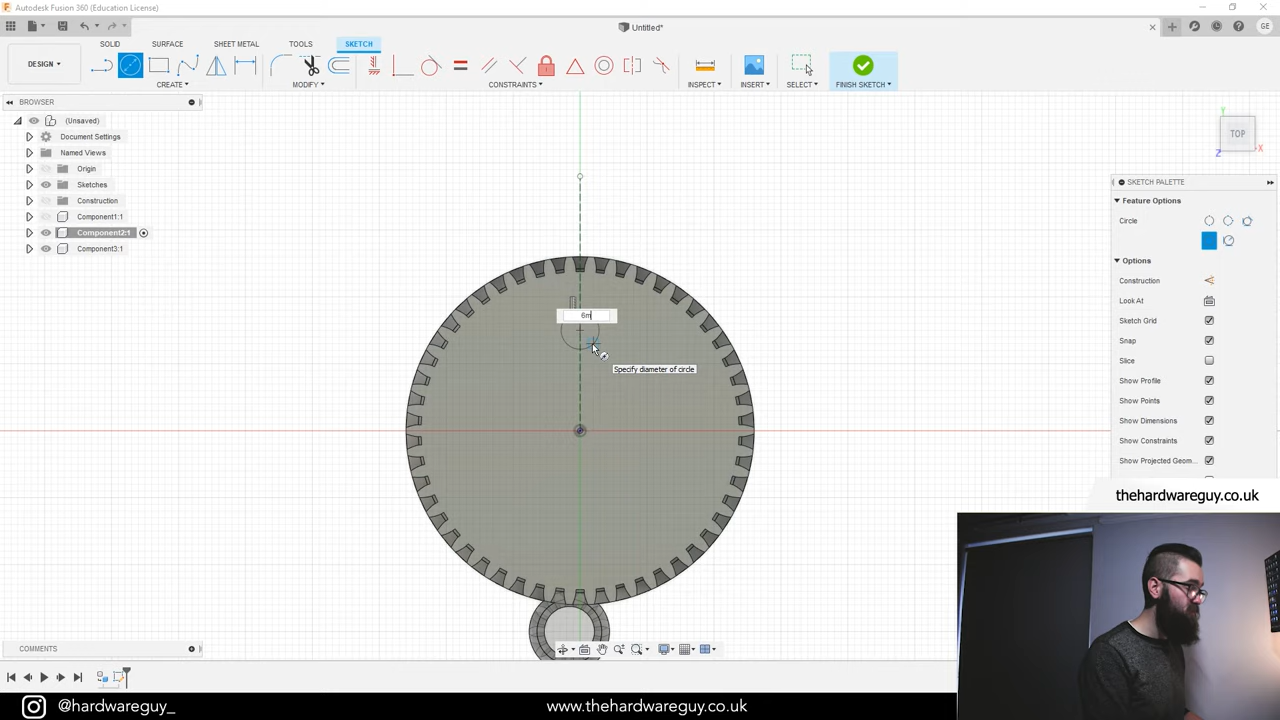 Autodesk Fusion 360 (Education License)
Untitled*
GE
DESIGN
SOLID
SURFACE
SHEET METAL
TOOLS
SKETCH
CREATE
MODIFY
CONSTRAINTS
INSPECT
INSERT
SELECT
FINISH SKETCH
BROWSER
(Unsaved)
Document Settings
Named Views
Origin
Sketches
Construction
Component1:1
Component2:1
Component3:1
Y
TOP
X
Z
SKETCH PALETTE
Feature Options
Circle
Options
Construction
Look At
Sketch Grid
Snap
Slice
Show Profile
Show Points
Show Dimensions
Show Constraints
Show Projected Geom...
6m
Specify diameter of circle
thehardwareguy.co.uk
COMMENTS
@hardwareguy_
www.thehardwareguy.co.uk